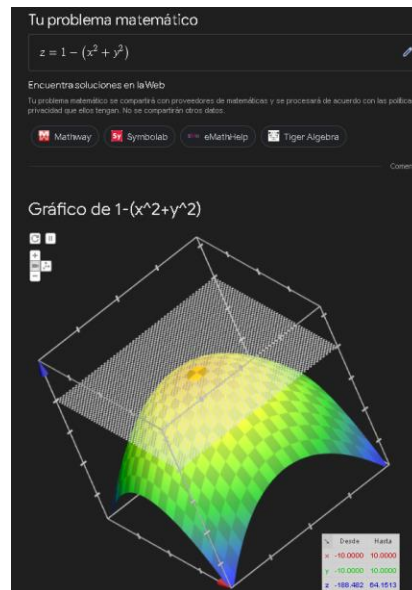 Tu problema matemático
z = 1 − (x² + y²)
Encuentra soluciones en la Web
Tu problema matemático se compartirá con proveedores de matemáticas y se procesará de acuerdo con las política
privacidad que ellos tengan. No se compartirán otros datos.
Mathway
Sy Symbolab
eMathHelp
Tiger Algebra
Comen
Gráfico de 1-(x^2+y^2)
Desde Hasta
x -10.0000 10.0000
y -10.0000 10.0000
z -188.482 64.1513